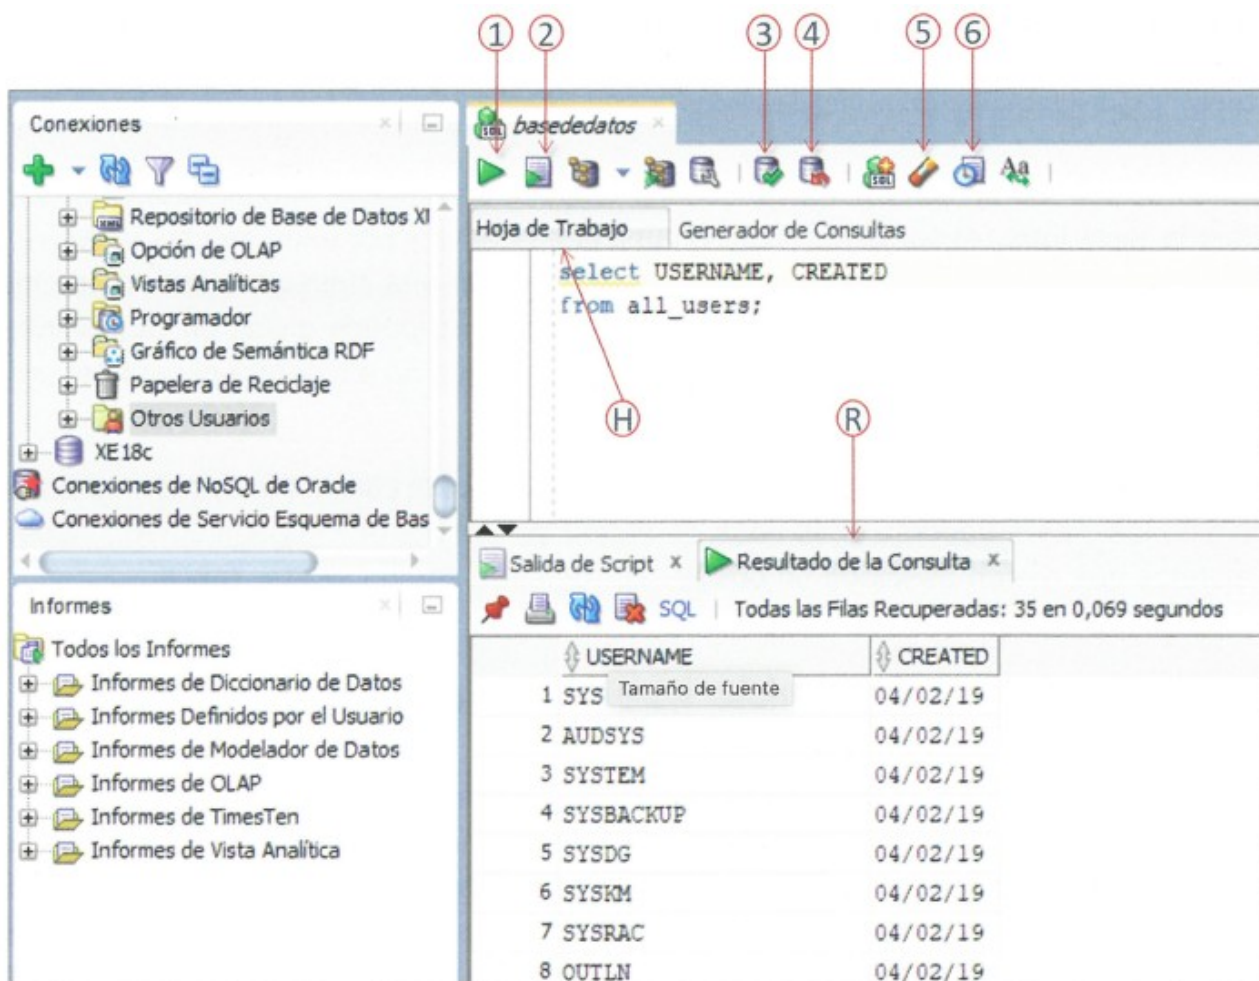 1 2 3 4 5 6
Conexiones
Repositorio de Base de Datos XI
Opción de OLAP
Vistas Analíticas
Programador
Gráfico de Semántica RDF
Papelera de Reciclaje
Otros Usuarios
XE18c
Conexiones de NoSQL de Oracle
Conexiones de Servicio Esquema de Bas
Informes
Todos los Informes
Informes de Diccionario de Datos
Informes Definidos por el Usuario
Informes de Modelador de Datos
Informes de OLAP
Informes de TimesTen
Informes de Vista Analítica
SQL basededatos
SQL Aa
Hoja de Trabajo Generador de Consultas
select USERNAME, CREATED
from all_users;
H R
Salida de Script x Resultado de la Consulta x
SQL | Todas las Filas Recuperadas: 35 en 0,069 segundos
USERNAME CREATED
Tamaño de fuente
1 SYS 04/02/19
2 AUDSYS 04/02/19
3 SYSTEM 04/02/19
4 SYSBACKUP 04/02/19
5 SYSDG 04/02/19
6 SYSKM 04/02/19
7 SYSRAC 04/02/19
8 OUTLN 04/02/19